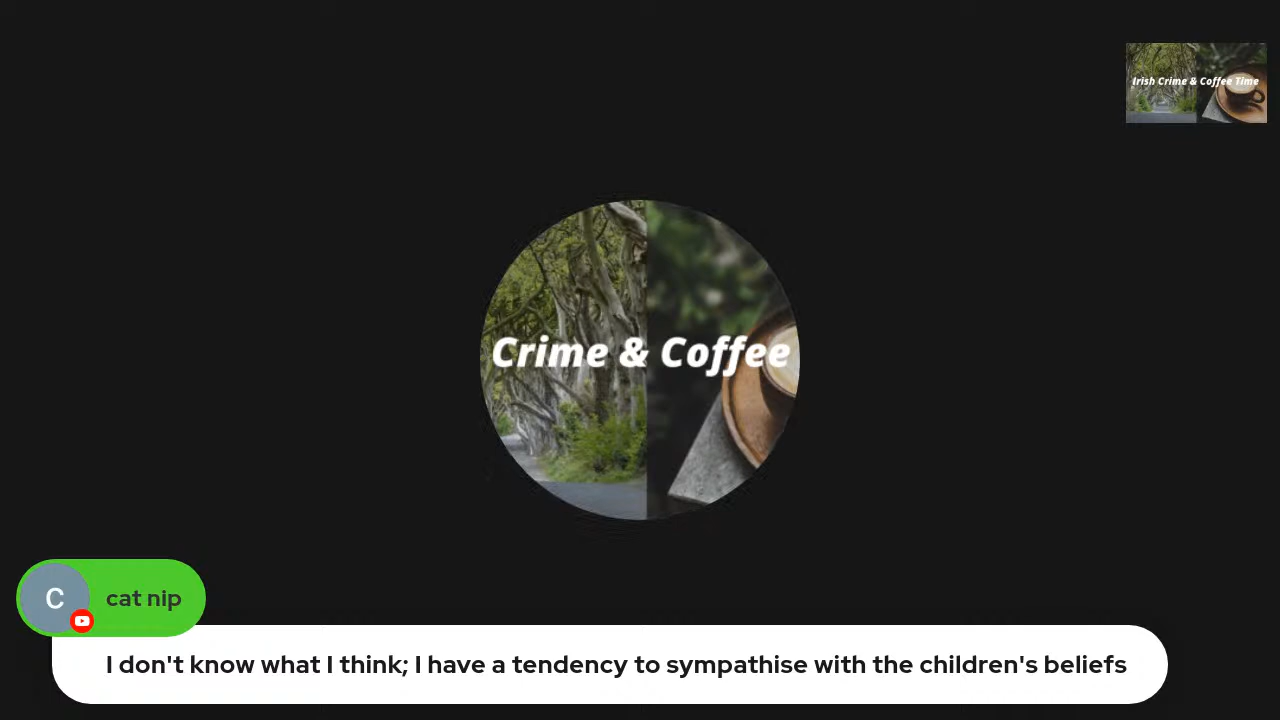 Irish Crime & Coffee Time
Crime & Coffee
C
cat nip
I don't know what I think; I have a tendency to sympathise with the children's beliefs